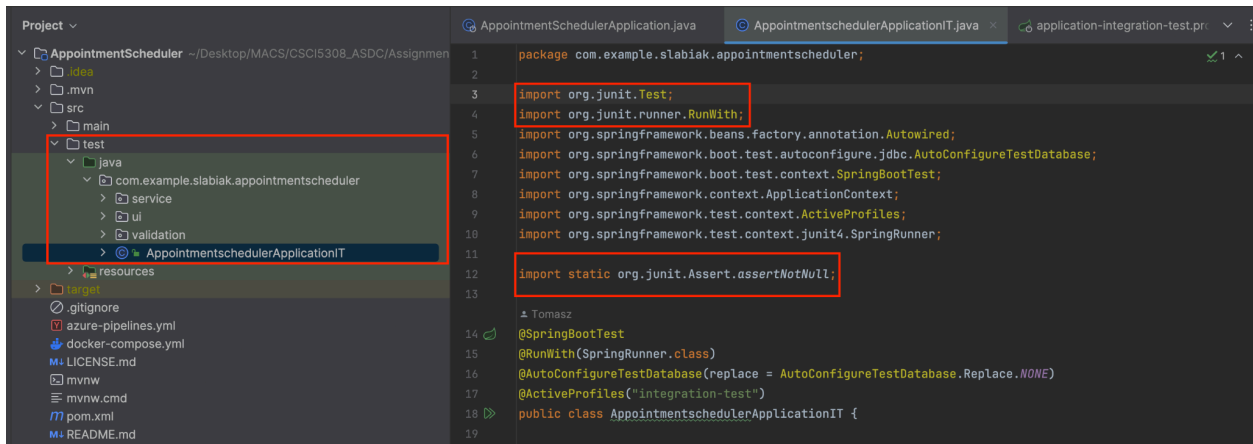 Project
AppointmentScheduler ~/Desktop/MACS/CSCI5308_ASDC/Assignmen
.idea
.mvn
src
main
test
java
com.example.slabiak.appointmentscheduler
service
ui
validation
AppointmentschedulerApplicationIT
resources
target
.gitignore
azure-pipelines.yml
docker-compose.yml
LICENSE.md
mvnw
mvnw.cmd
pom.xml
README.md
AppointmentSchedulerApplication.java
AppointmentschedulerApplicationIT.java
application-integration-test.pro
1 package com.example.slabiak.appointmentscheduler;
1
2
3 import org.junit.Test;
4 import org.junit.runner.RunWith;
5 import org.springframework.beans.factory.annotation.Autowired;
6 import org.springframework.boot.test.autoconfigure.jdbc.AutoConfigureTestDatabase;
7 import org.springframework.boot.test.context.SpringBootTest;
8 import org.springframework.context.ApplicationContext;
9 import org.springframework.test.context.ActiveProfiles;
10 import org.springframework.test.context.junit4.SpringRunner;
11
12 import static org.junit.Assert.assertNotNull;
13
Tomasz
14 @SpringBootTest
15 @RunWith(SpringRunner.class)
16 @AutoConfigureTestDatabase(replace = AutoConfigureTestDatabase.Replace.NONE)
17 @ActiveProfiles("integration-test")
18 public class AppointmentschedulerApplicationIT {
19